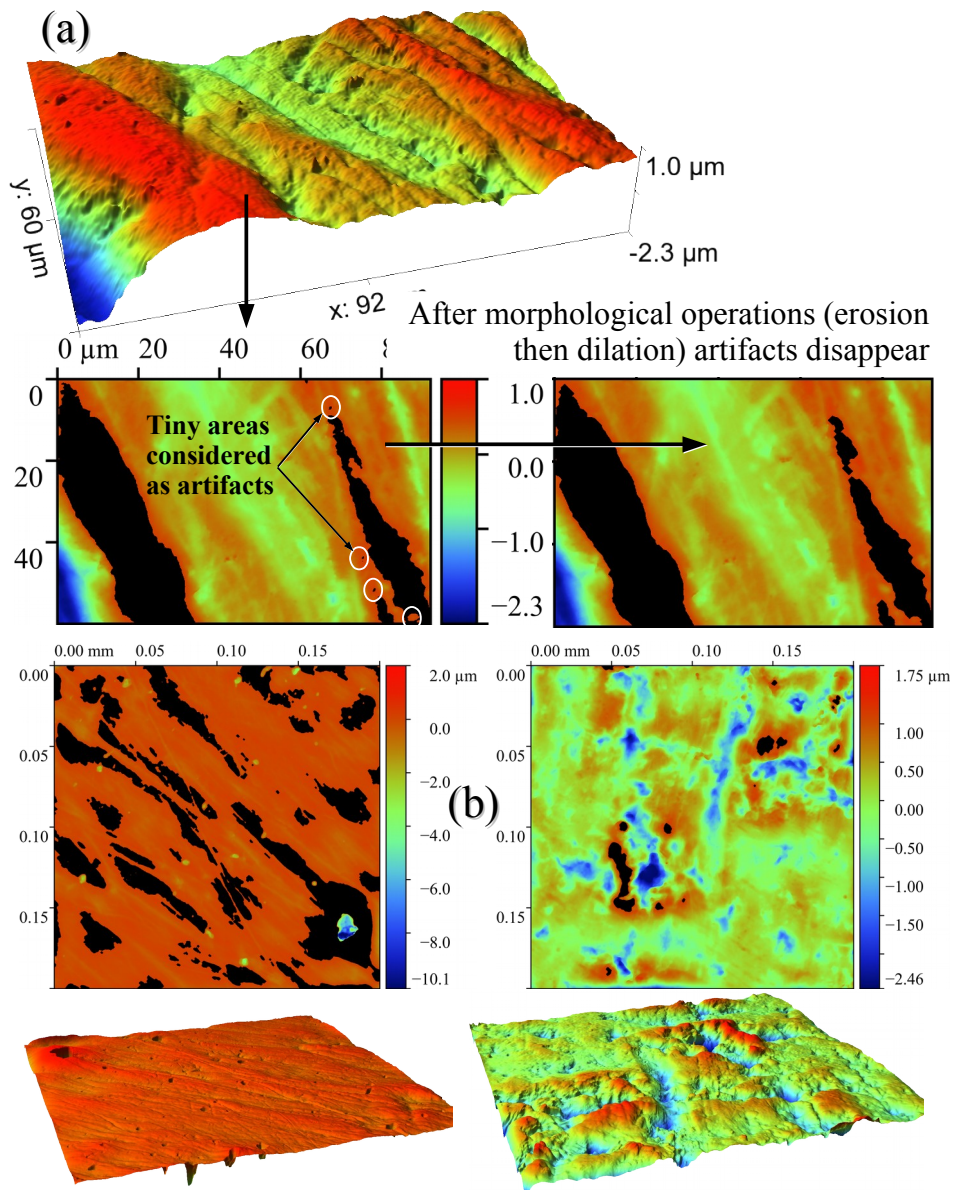 (a)
1.0 µm
-2.3 µm
y: 60 µm
x: 92
After morphological operations (erosion
then dilation) artifacts disappear
0 µm 20 40 60
0
20
40
Tiny areas
considered
as artifacts
1.0
0.0
−1.0
−2.3
0.00 mm 0.05 0.10 0.15
0.00
0.05
0.10
0.15
2.0 µm
0.0
−2.0
−4.0
−6.0
−8.0
−10.1
(b)
0.00 mm 0.05 0.10 0.15
0.00
0.05
0.10
0.15
1.75 µm
1.00
0.50
0.00
−0.50
−1.00
−1.50
−2.46